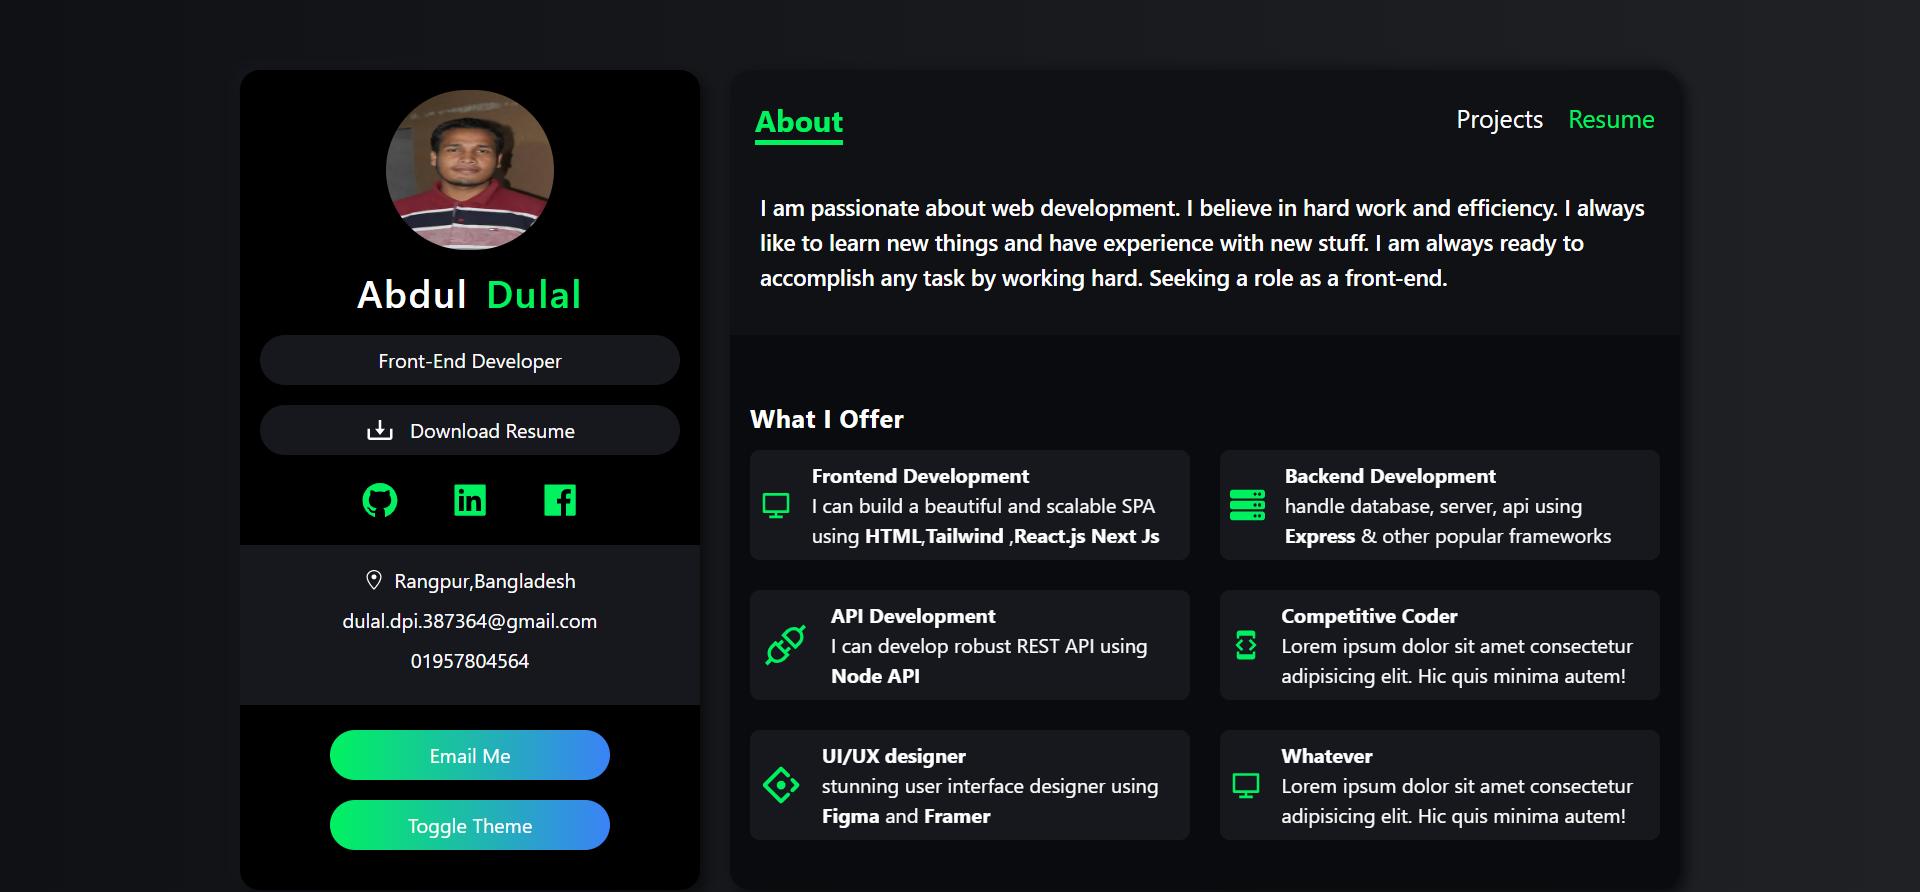 Abdul Dulal
Front-End Developer
Download Resume
Rangpur,Bangladesh
dulal.dpi.387364@gmail.com
01957804564
Email Me
Toggle Theme
About
Projects
Resume
I am passionate about web development. I believe in hard work and efficiency. I always
like to learn new things and have experience with new stuff. I am always ready to
accomplish any task by working hard. Seeking a role as a front-end.
What I Offer
Frontend Development
I can build a beautiful and scalable SPA
using HTML,Tailwind ,React.js Next Js
Backend Development
handle database, server, api using
Express & other popular frameworks
API Development
I can develop robust REST API using
Node API
Competitive Coder
Lorem ipsum dolor sit amet consectetur
adipisicing elit. Hic quis minima autem!
UI/UX designer
stunning user interface designer using
Figma and Framer
Whatever
Lorem ipsum dolor sit amet consectetur
adipisicing elit. Hic quis minima autem!